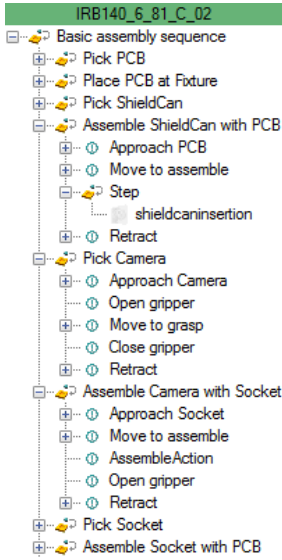 IRB140_6_81_C_02
Basic assembly sequence
Pick PCB
Place PCB at Fixture
Pick ShieldCan
Assemble ShieldCan with PCB
Approach PCB
Move to assemble
Step
shieldcaninsertion
Retract
Pick Camera
Approach Camera
Open gripper
Move to grasp
Close gripper
Retract
Assemble Camera with Socket
Approach Socket
Move to assemble
AssembleAction
Open gripper
Retract
Pick Socket
Assemble Socket with PCB